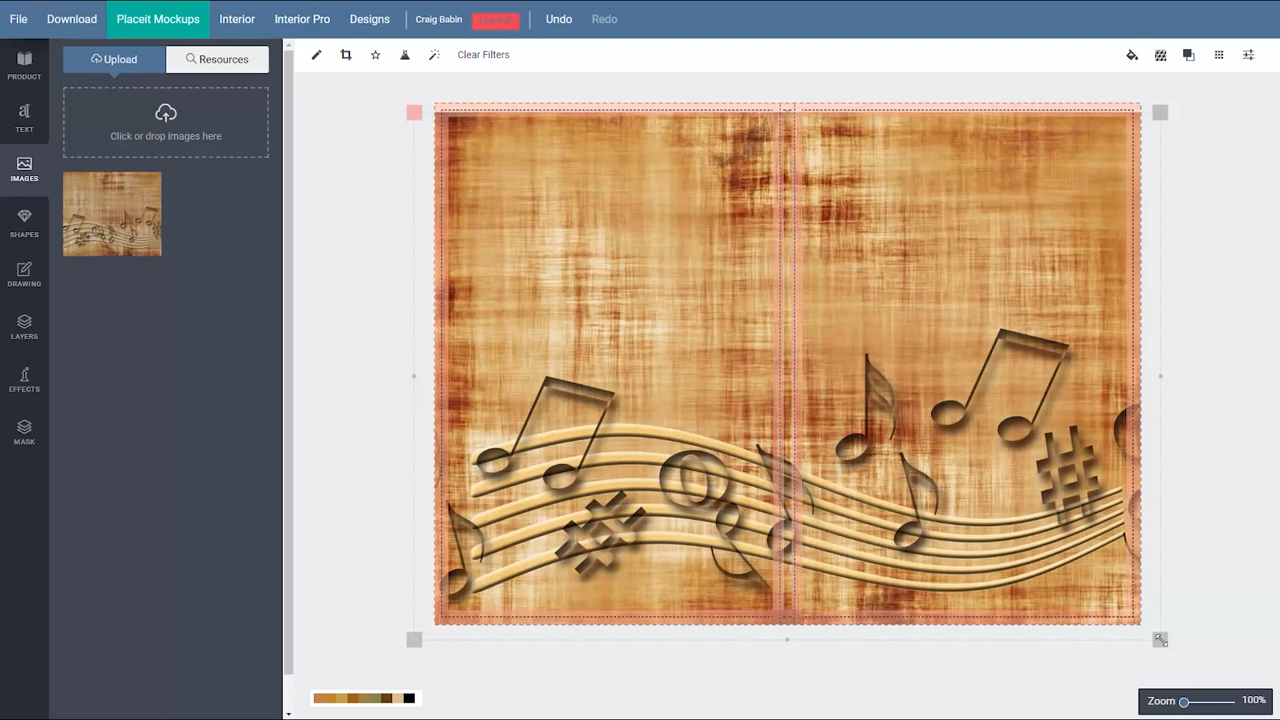 File Download Placeit Mockups Interior Interior Pro Designs Craig Babin Undo Redo
Upload Resources
Clear Filters
PRODUCT
TEXT
Click or drop images here
IMAGES
SHAPES
DRAWING
LAYERS
EFFECTS
MASK
Zoom 100%